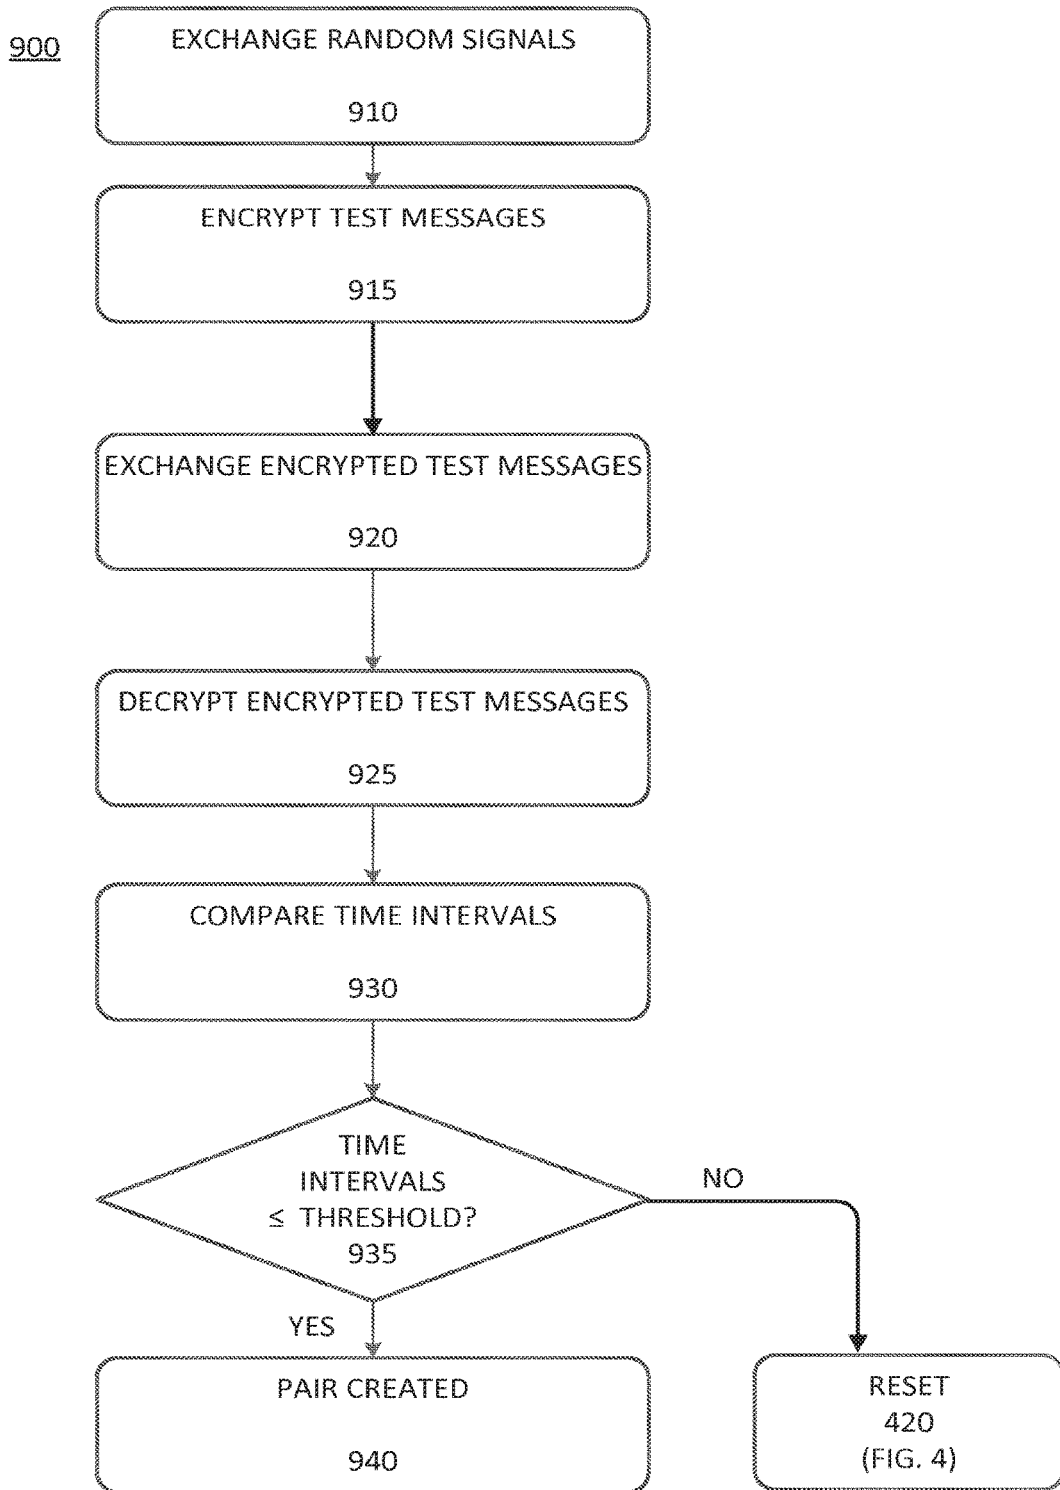 900
EXCHANGE RANDOM SIGNALS
910
ENCRYPT TEST MESSAGES
915
EXCHANGE ENCRYPTED TEST MESSAGES
920
DECRYPT ENCRYPTED TEST MESSAGES
925
COMPARE TIME INTERVALS
930
TIME
INTERVALS
≤ THRESHOLD?
935
NO
YES
PAIR CREATED
940
RESET
420
(FIG. 4)